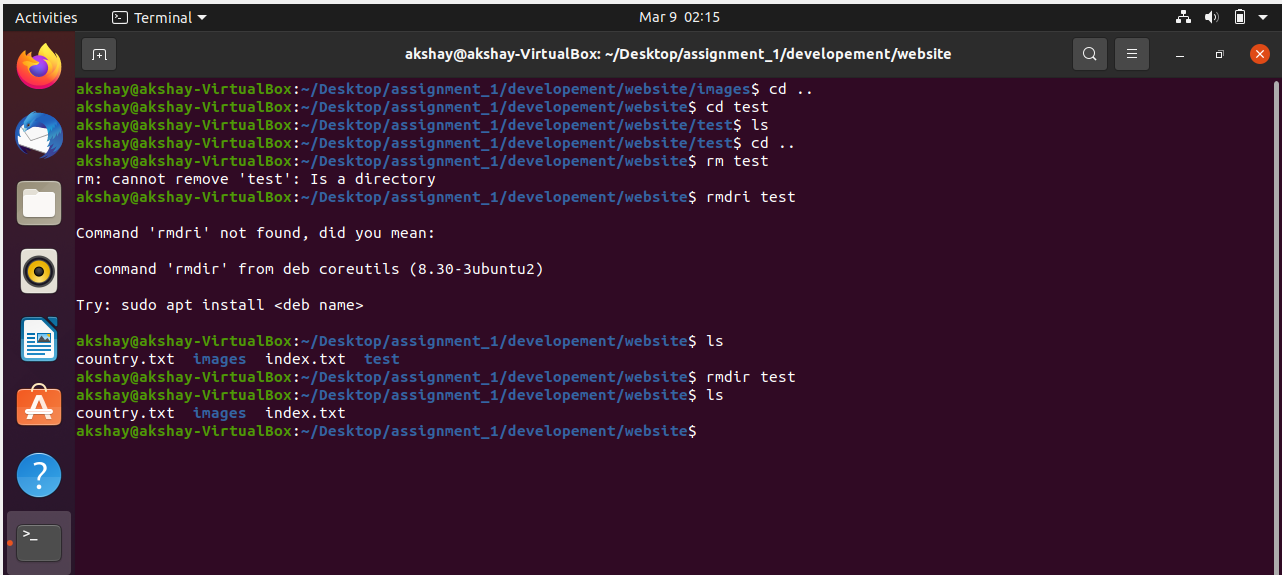 Activities Terminal Mar 9 02:15
akshay@akshay-VirtualBox: ~/Desktop/assignment_1/developement/website
akshay@akshay-VirtualBox:~/Desktop/assignment_1/developement/website/images$ cd ..
akshay@akshay-VirtualBox:~/Desktop/assignment_1/developement/website$ cd test
akshay@akshay-VirtualBox:~/Desktop/assignment_1/developement/website/test$ ls
akshay@akshay-VirtualBox:~/Desktop/assignment_1/developement/website/test$ cd ..
akshay@akshay-VirtualBox:~/Desktop/assignment_1/developement/website$ rm test
rm: cannot remove 'test': Is a directory
akshay@akshay-VirtualBox:~/Desktop/assignment_1/developement/website$ rmdri test
Command 'rmdri' not found, did you mean:
  command 'rmdir' from deb coreutils (8.30-3ubuntu2)
Try: sudo apt install <deb name>
akshay@akshay-VirtualBox:~/Desktop/assignment_1/developement/website$ ls
country.txt  images  index.txt  test
akshay@akshay-VirtualBox:~/Desktop/assignment_1/developement/website$ rmdir test
akshay@akshay-VirtualBox:~/Desktop/assignment_1/developement/website$ ls
country.txt  images  index.txt
akshay@akshay-VirtualBox:~/Desktop/assignment_1/developement/website$